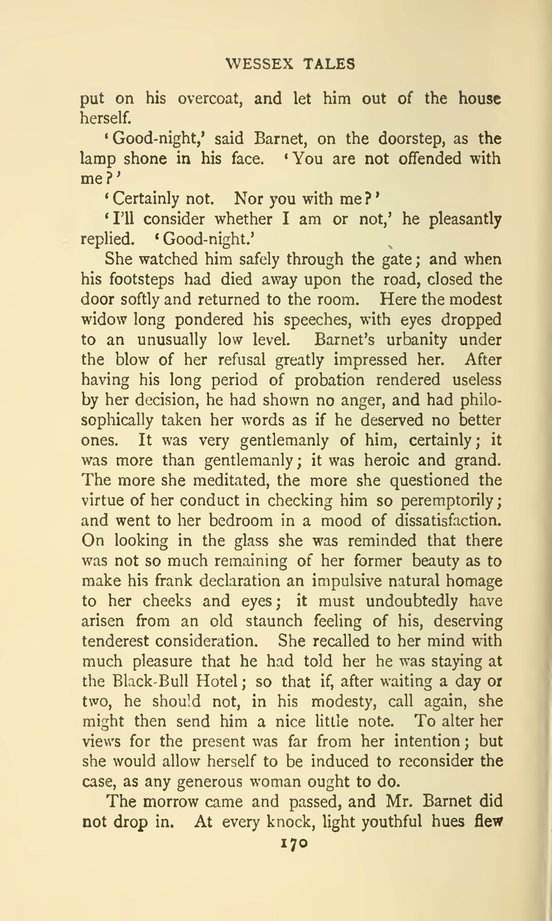 WESSEX TALES
put on his overcoat, and let him out of the house
herself.
‘Good-night,’ said Barnet, on the doorstep, as the
lamp shone in his face. ‘You are not offended with
me?’
‘Certainly not. Nor you with me?’
‘I’ll consider whether I am or not,’ he pleasantly
replied. ‘Good-night.’
She watched him safely through the gate; and when
his footsteps had died away upon the road, closed the
door softly and returned to the room. Here the modest
widow long pondered his speeches, with eyes dropped
to an unusually low level. Barnet’s urbanity under
the blow of her refusal greatly impressed her. After
having his long period of probation rendered useless
by her decision, he had shown no anger, and had philo-
sophically taken her words as if he deserved no better
ones. It was very gentlemanly of him, certainly; it
was more than gentlemanly; it was heroic and grand.
The more she meditated, the more she questioned the
virtue of her conduct in checking him so peremptorily;
and went to her bedroom in a mood of dissatisfaction.
On looking in the glass she was reminded that there
was not so much remaining of her former beauty as to
make his frank declaration an impulsive natural homage
to her cheeks and eyes; it must undoubtedly have
arisen from an old staunch feeling of his, deserving
tenderest consideration. She recalled to her mind with
much pleasure that he had told her he was staying at
the Black-Bull Hotel; so that if, after waiting a day or
two, he should not, in his modesty, call again, she
might then send him a nice little note. To alter her
views for the present was far from her intention; but
she would allow herself to be induced to reconsider the
case, as any generous woman ought to do.
The morrow came and passed, and Mr. Barnet did
not drop in. At every knock, light youthful hues flew
170